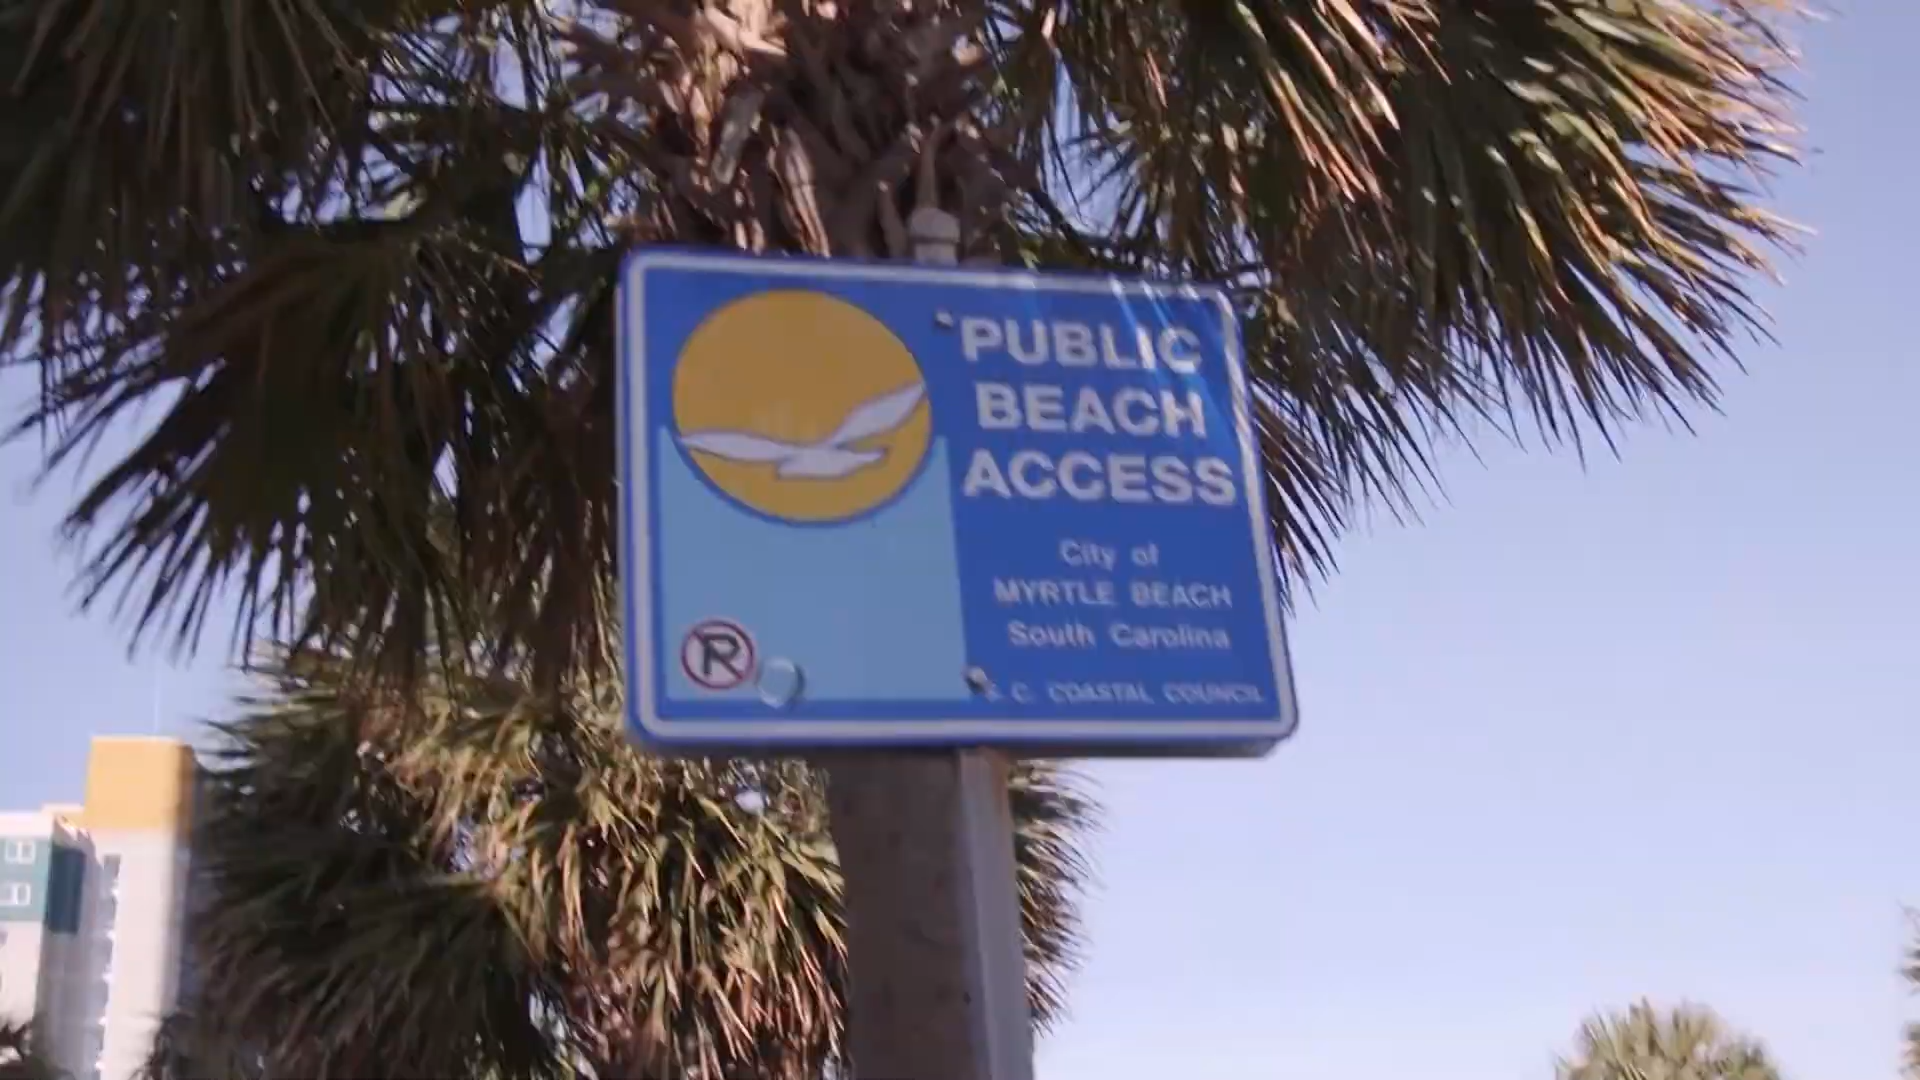 PUBLIC
BEACH
ACCESS
City of
MYRTLE BEACH
South Carolina
S. C. COASTAL COUNCIL
P